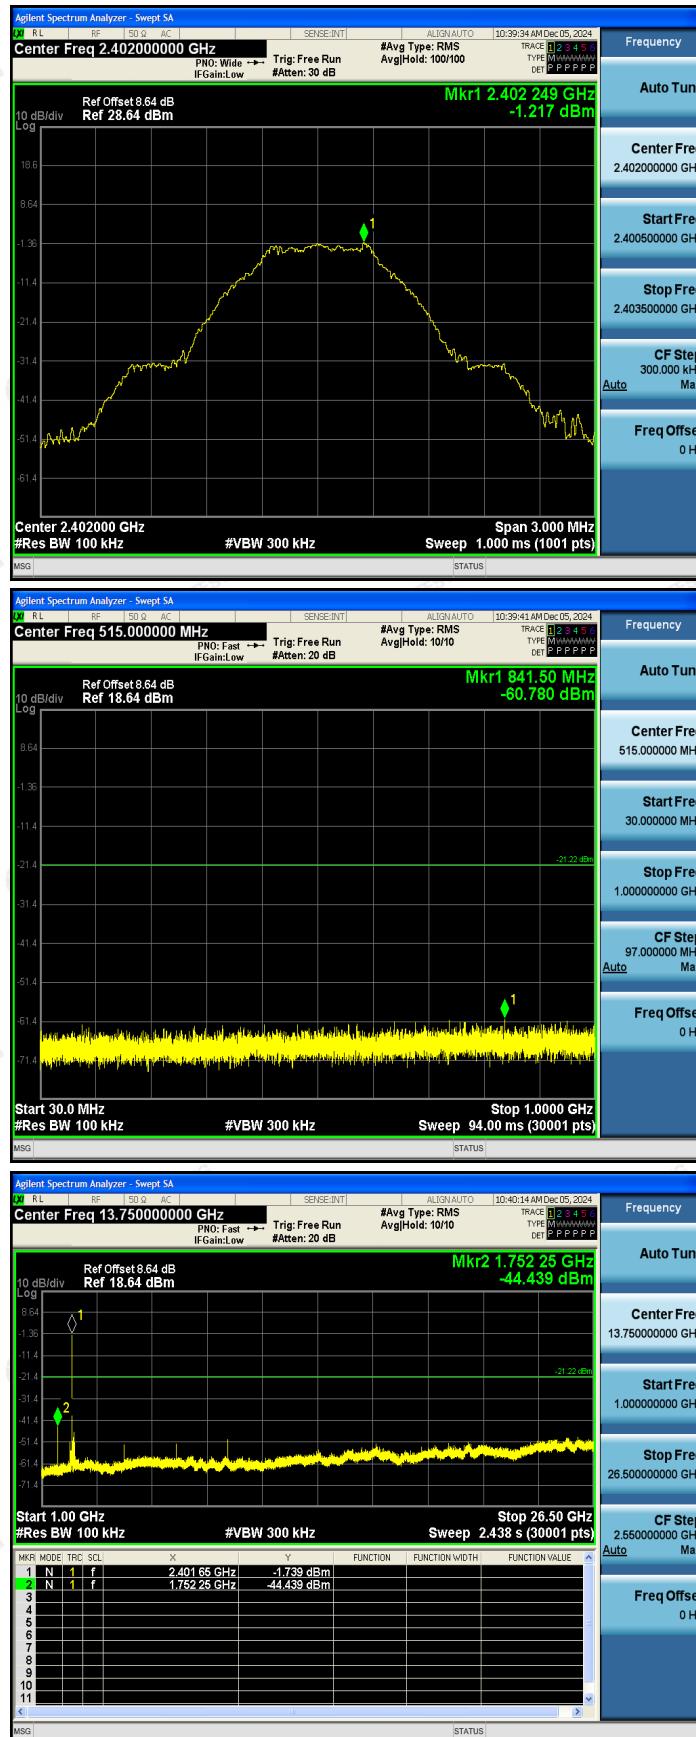 Agilent Spectrum Analyzer - Swept SA
LXI RL RF 50 Ω AC SENSE:INT ALIGNAUTO 10:39:34 AM Dec 05, 2024
Center Freq 2.402000000 GHz
PNO: Wide
IFGain:Low
Trig: Free Run
#Atten: 30 dB
#Avg Type: RMS
Avg|Hold: 100/100
TRACE 1 2 3 4 5 6
TYPE M
DET P P P P P P
Frequency
Auto Tun
Mkr1 2.402 249 GHz
-1.217 dBm
Ref Offset 8.64 dB
10 dB/div Ref 28.64 dBm
Log
18.6
8.64
-1.36
-11.4
-21.4
-31.4
-41.4
-51.4
-61.4
1
Center 2.402000 GHz Span 3.000 MHz
#Res BW 100 kHz #VBW 300 kHz Sweep 1.000 ms (1001 pts)
Center Fre
2.402000000 GH
Start Fre
2.400500000 GH
Stop Fre
2.403500000 GH
CF Ste
300.000 kH
Auto Ma
Freq Offse
0 H
MSG STATUS
Agilent Spectrum Analyzer - Swept SA
LXI RL RF 50 Ω AC SENSE:INT ALIGNAUTO 10:39:41 AM Dec 05, 2024
Center Freq 515.000000 MHz
PNO: Fast
IFGain:Low
Trig: Free Run
#Atten: 20 dB
#Avg Type: RMS
Avg|Hold: 10/10
TRACE 1 2 3 4 5 6
TYPE M
DET P P P P P P
Frequency
Auto Tun
Mkr1 841.50 MHz
-60.780 dBm
Ref Offset 8.64 dB
10 dB/div Ref 18.64 dBm
Log
8.64
-1.36
-11.4
-21.4
-31.4
-41.4
-51.4
-61.4
-71.4
-21.22 dBm
1
Start 30.0 MHz Stop 1.0000 GHz
#Res BW 100 kHz #VBW 300 kHz Sweep 94.00 ms (30001 pts)
Center Fre
515.000000 MH
Start Fre
30.000000 MH
Stop Fre
1.000000000 GH
CF Ste
97.000000 MH
Auto Ma
Freq Offse
0 H
MSG STATUS
Agilent Spectrum Analyzer - Swept SA
LXI RL RF 50 Ω AC SENSE:INT ALIGNAUTO 10:40:14 AM Dec 05, 2024
Center Freq 13.750000000 GHz
PNO: Fast
IFGain:Low
Trig: Free Run
#Atten: 20 dB
#Avg Type: RMS
Avg|Hold: 10/10
TRACE 1 2 3 4 5 6
TYPE M
DET P P P P P P
Frequency
Auto Tun
Mkr2 1.752 25 GHz
-44.439 dBm
Ref Offset 8.64 dB
10 dB/div Ref 18.64 dBm
Log
8.64
-1.36
-11.4
-21.4
-31.4
-41.4
-51.4
-61.4
-71.4
-21.22 dBm
1
2
Start 1.00 GHz Stop 26.50 GHz
#Res BW 100 kHz #VBW 300 kHz Sweep 2.438 s (30001 pts)
MKR MODE TRC SCL X Y FUNCTION FUNCTION WIDTH FUNCTION VALUE
1 N 1 f 2.401 65 GHz -1.739 dBm
2 N 1 f 1.752 25 GHz -44.439 dBm
3
4
5
6
7
8
9
10
11
Center Fre
13.750000000 GH
Start Fre
1.000000000 GH
Stop Fre
26.500000000 GH
CF Ste
2.550000000 GH
Auto Ma
Freq Offse
0 H
MSG STATUS